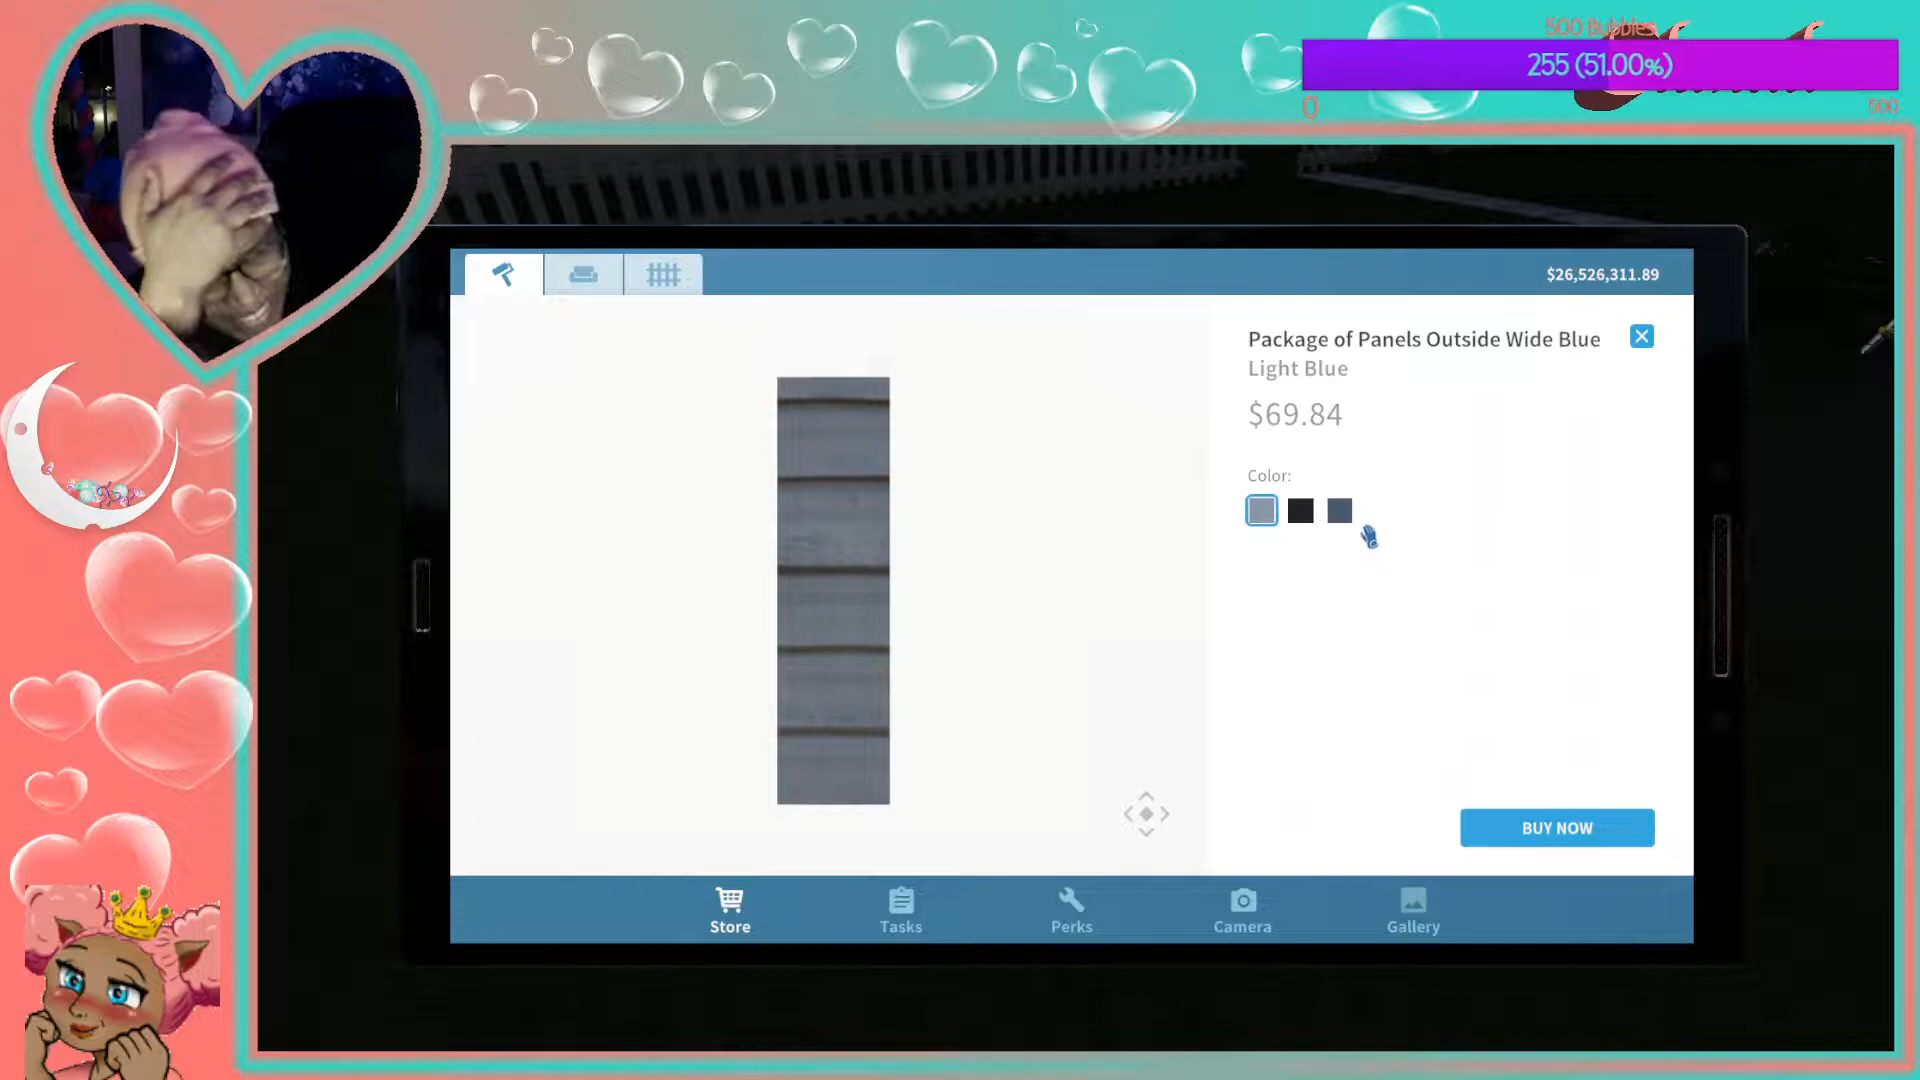 500 Bubbles
255 (51.00%)
0
500
$26,526,311.89
Package of Panels Outside Wide Blue
Light Blue
$69.84
Color:
BUY NOW
Store
Tasks
Perks
Camera
Gallery